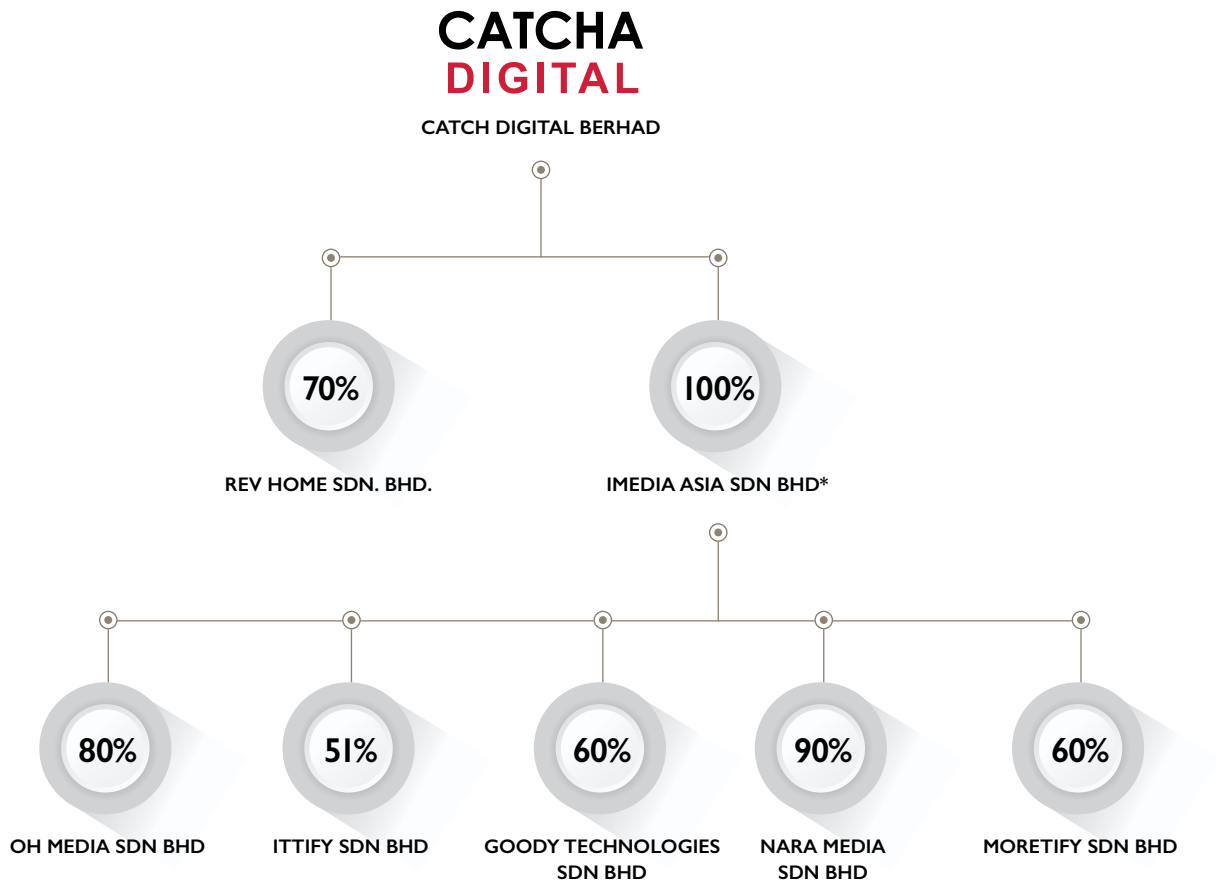 CATCHA
DIGITAL
CATCH DIGITAL BERHAD
70%
100%
REV HOME SDN. BHD.
IMEDIA ASIA SDN BHD*
80%
51%
60%
90%
60%
OH MEDIA SDN BHD
ITTIFY SDN BHD
GOODY TECHNOLOGIES
SDN BHD
NARA MEDIA
SDN BHD
MORETIFY SDN BHD